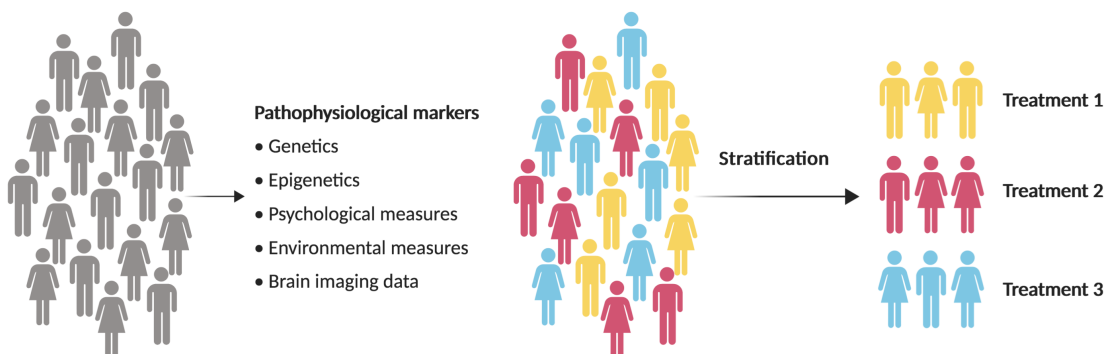 Pathophysiological markers
• Genetics
• Epigenetics
• Psychological measures
• Environmental measures
• Brain imaging data
Stratification
Treatment 1
Treatment 2
Treatment 3